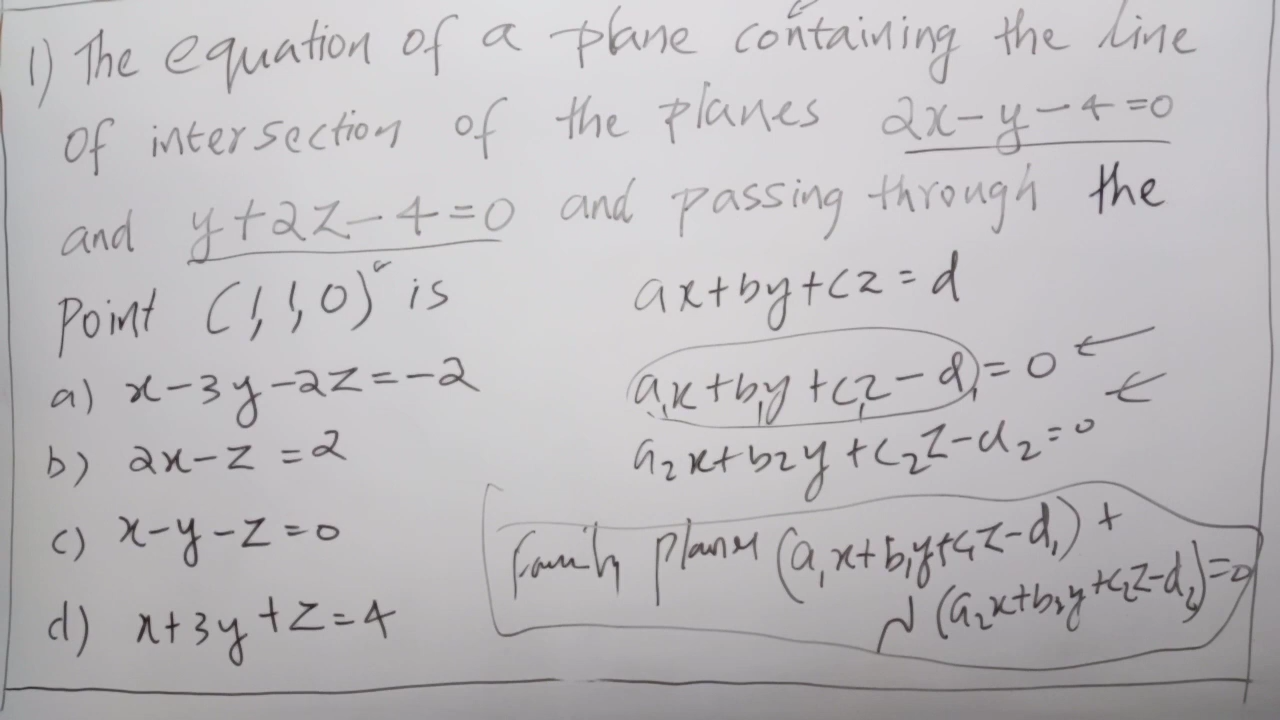 1) The equation of a plane containing the line
of intersection of the planes 2x-y-4=0
and y+2z-4=0 and passing through the
Point (1,1,0) is
a) x-3y-2z=-2
b) 2x-z=2
c) x-y-z=0
d) x+3y+z=4
ax+by+cz=d
a₁x+b₁y+c₁z-d₁=0
a₂x+b₂y+c₂z-d₂=0
Family planes (a₁x+b₁y+c₁z-d₁)+
λ(a₂x+b₂y+c₂z-d₂)=0